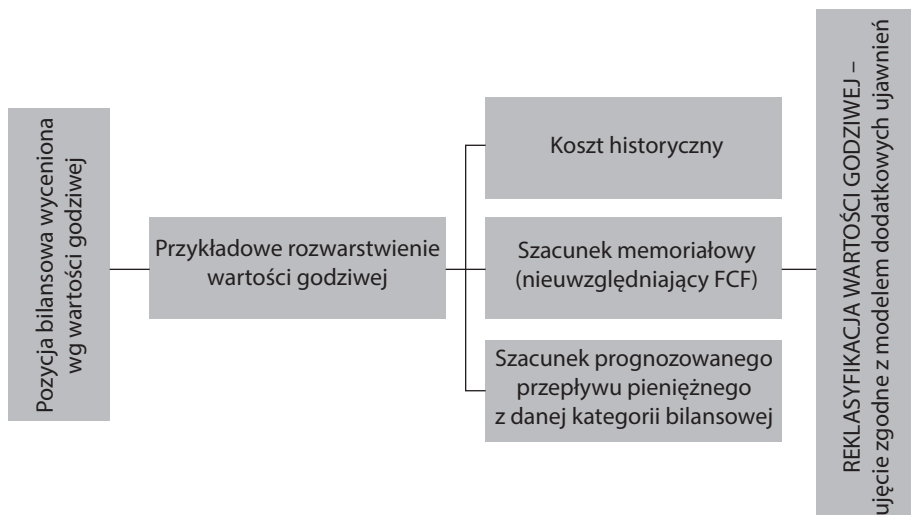 Pozycja bilansowa wyceniona
wg wartości godziwej
Przykładowe rozwarstwienie
wartości godziwej
Koszt historyczny
Szacunek memoriałowy
(nieuwzględniający FCF)
Szacunek prognozowanego
przepływu pieniężnego
z danej kategorii bilansowej
REKLASYFIKACJA WARTOŚCI GODZIWEJ –
ujęcie zgodne z modelem dodatkowych ujawnień